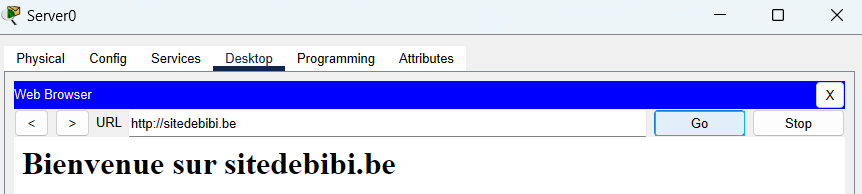 Server0
Physical Config Services Desktop Programming Attributes
Web Browser X
< > URL http://sitedebibi.be Go Stop
Bienvenue sur sitedebibi.be